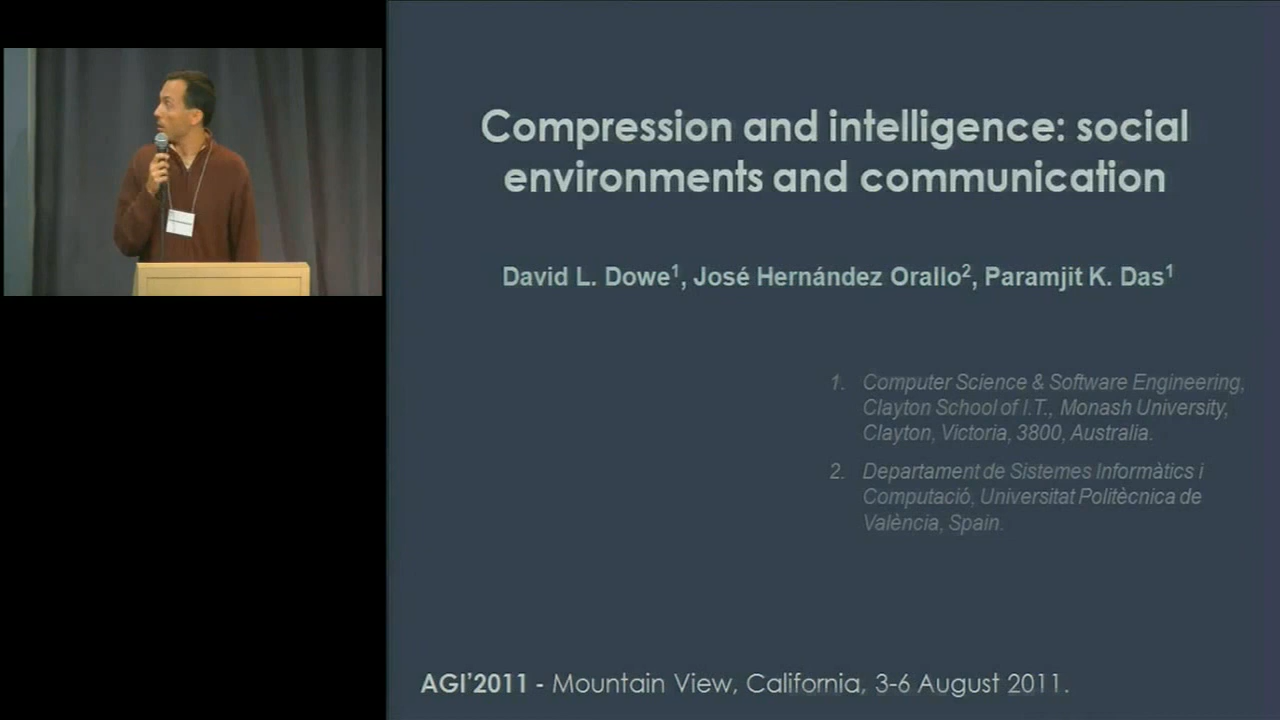 Compression and intelligence: social
environments and communication
David L. Dowe¹, José Hernández Orallo², Paramjit K. Das¹
1. Computer Science & Software Engineering,
Clayton School of I.T., Monash University,
Clayton, Victoria, 3800, Australia.
2. Departament de Sistemes Informàtics i
Computació, Universitat Politècnica de
València, Spain.
AGI'2011 - Mountain View, California, 3-6 August 2011.